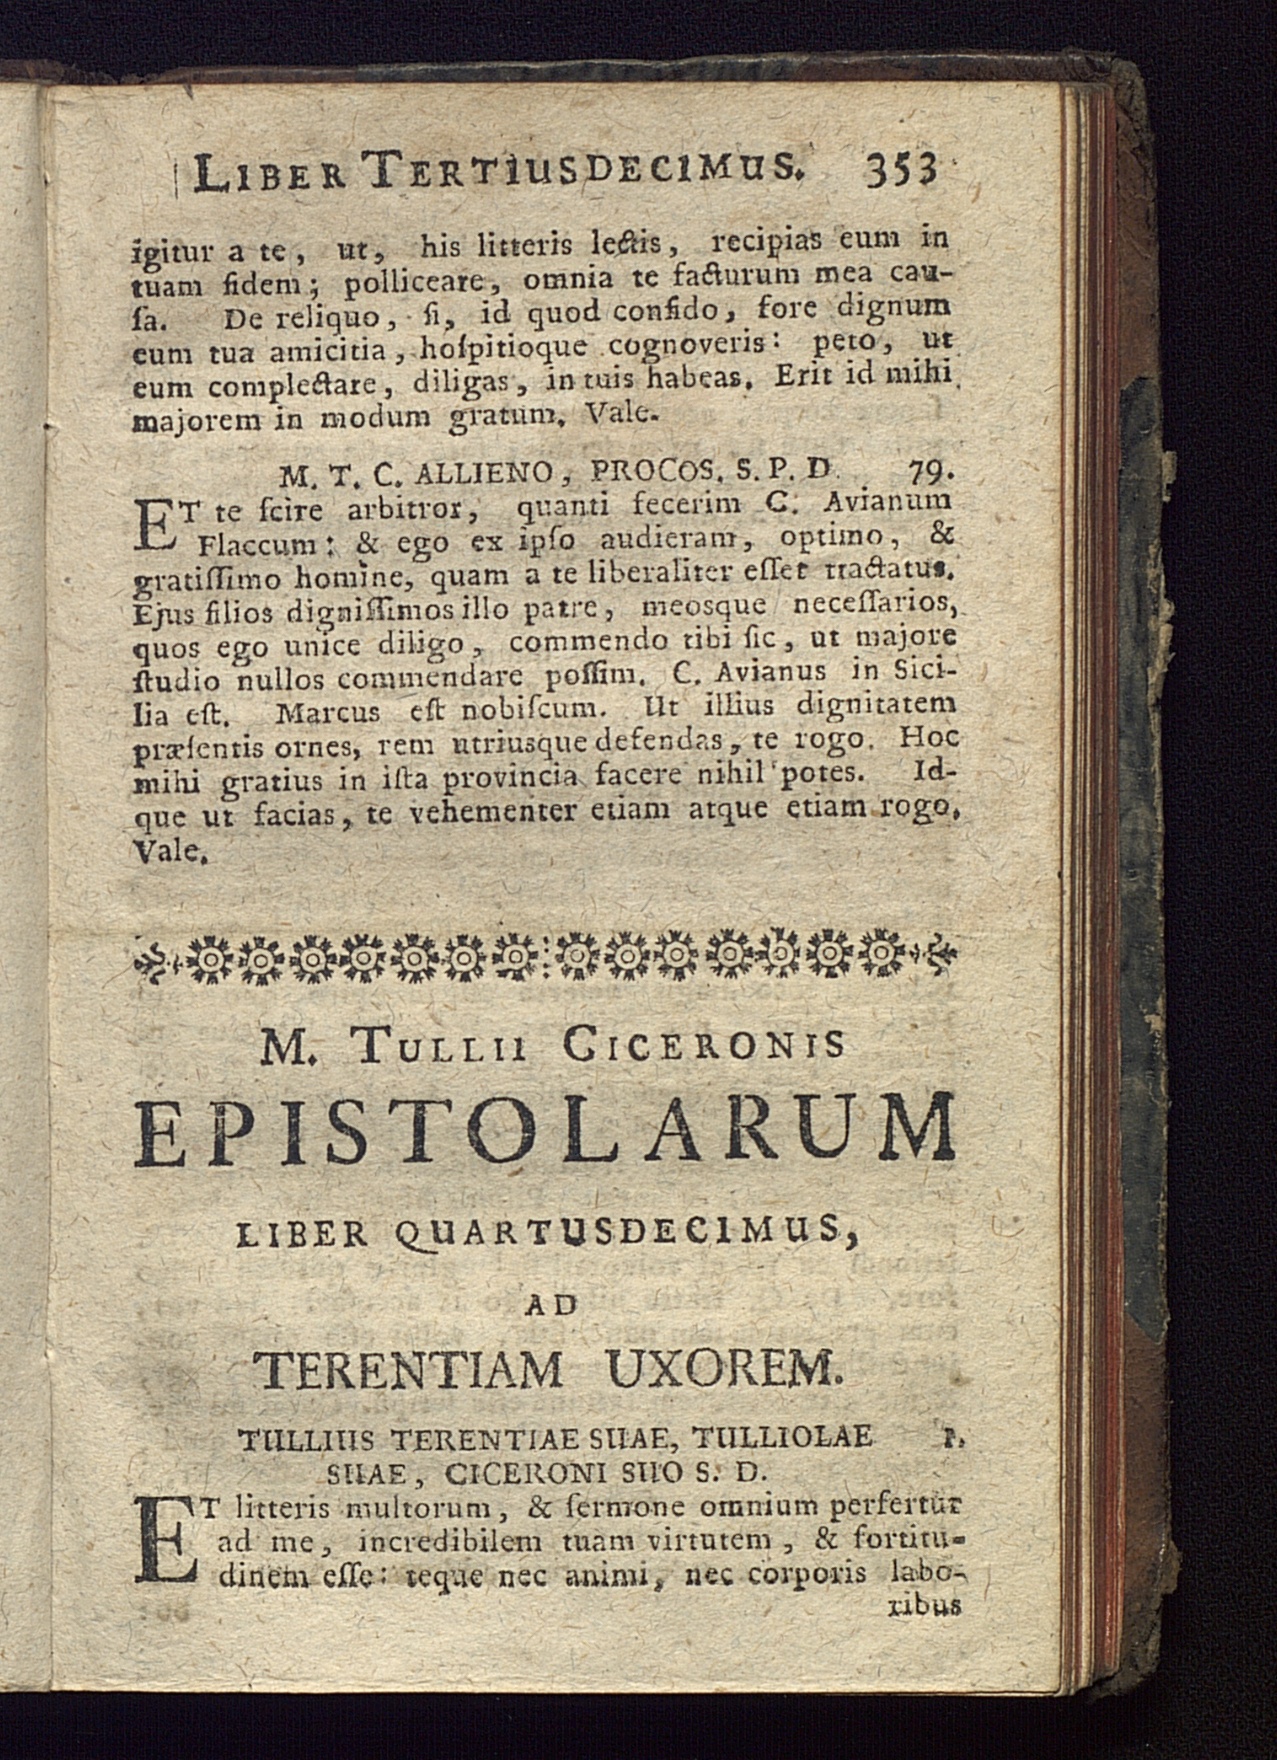 LIBER TERTIUSDECIMUS. 353
igitur a te, ut, his litteris lectis, recipias eum in
tuam fidem; polliceare, omnia te facturum mea cau-
ſa. De reliquo, ſi, id quod confido, fore dignum
eum tua amicitia, hoſpitioque cognoveris: peto, ut
eum complectare, diligas, in tuis habeas. Erit id mihi
majorem in modum gratum. Vale.
M. T. C. ALLIENO, PROCOS. S. P. D. 79.
ET te ſcire arbitror, quanti fecerim C. Avianum
Flaccum: & ego ex ipſo audieram, optimo, &
gratiſſimo homine, quam a te liberaliter eſſet tractatus.
Ejus filios digniſſimos illo patre, meosque neceſſarios,
quos ego unice diligo, commendo tibi ſic, ut majore
ſtudio nullos commendare poſſim. C. Avianus in Sici-
lia eſt. Marcus eſt nobiſcum. Ut illius dignitatem
præſentis ornes, rem utriusque defendas, te rogo. Hoc
mihi gratius in iſta provincia facere nihil potes. Id-
que ut facias, te vehementer etiam atque etiam rogo.
Vale.
M. TULLII CICERONIS
EPISTOLARUM
LIBER QUARTUSDECIMUS,
AD
TERENTIAM UXOREM.
TULLIUS TERENTIAE SUAE, TULLIOLAE 1.
SUAE, CICERONI SUO S. D.
ET litteris multorum, & ſermone omnium perfertur
ad me, incredibilem tuam virtutem, & fortitu-
dinem eſſe: teque nec animi, nec corporis labo-
ribus